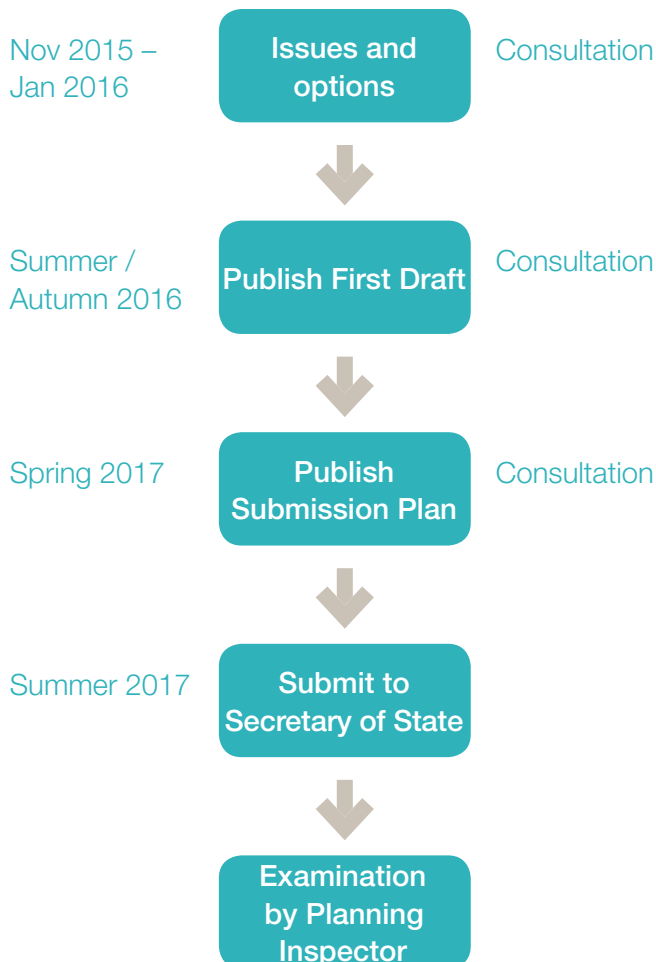 Nov 2015 –
Jan 2016
Issues and
options
Consultation
Summer /
Autumn 2016
Publish First Draft
Consultation
Spring 2017
Publish
Submission Plan
Consultation
Summer 2017
Submit to
Secretary of State
Examination
by Planning
Inspector